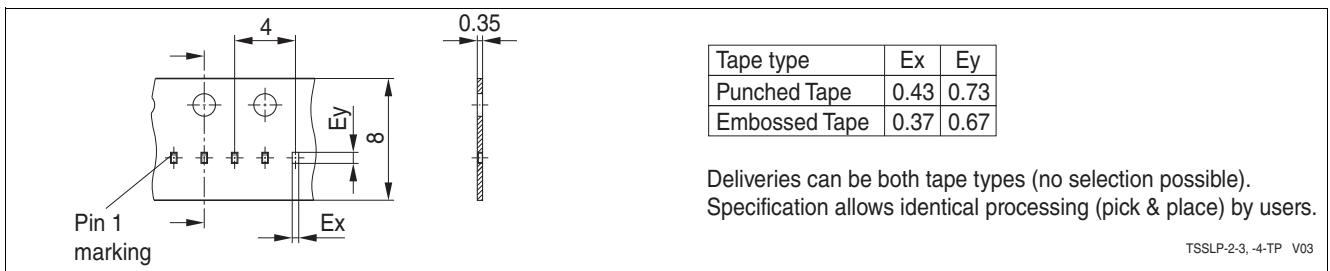 4
0.35
Ey
8
Ex
Pin 1
marking
Tape type Ex Ey
Punched Tape 0.43 0.73
Embossed Tape 0.37 0.67
Deliveries can be both tape types (no selection possible).
Specification allows identical processing (pick & place) by users.
TSSLP-2-3, -4-TP V03